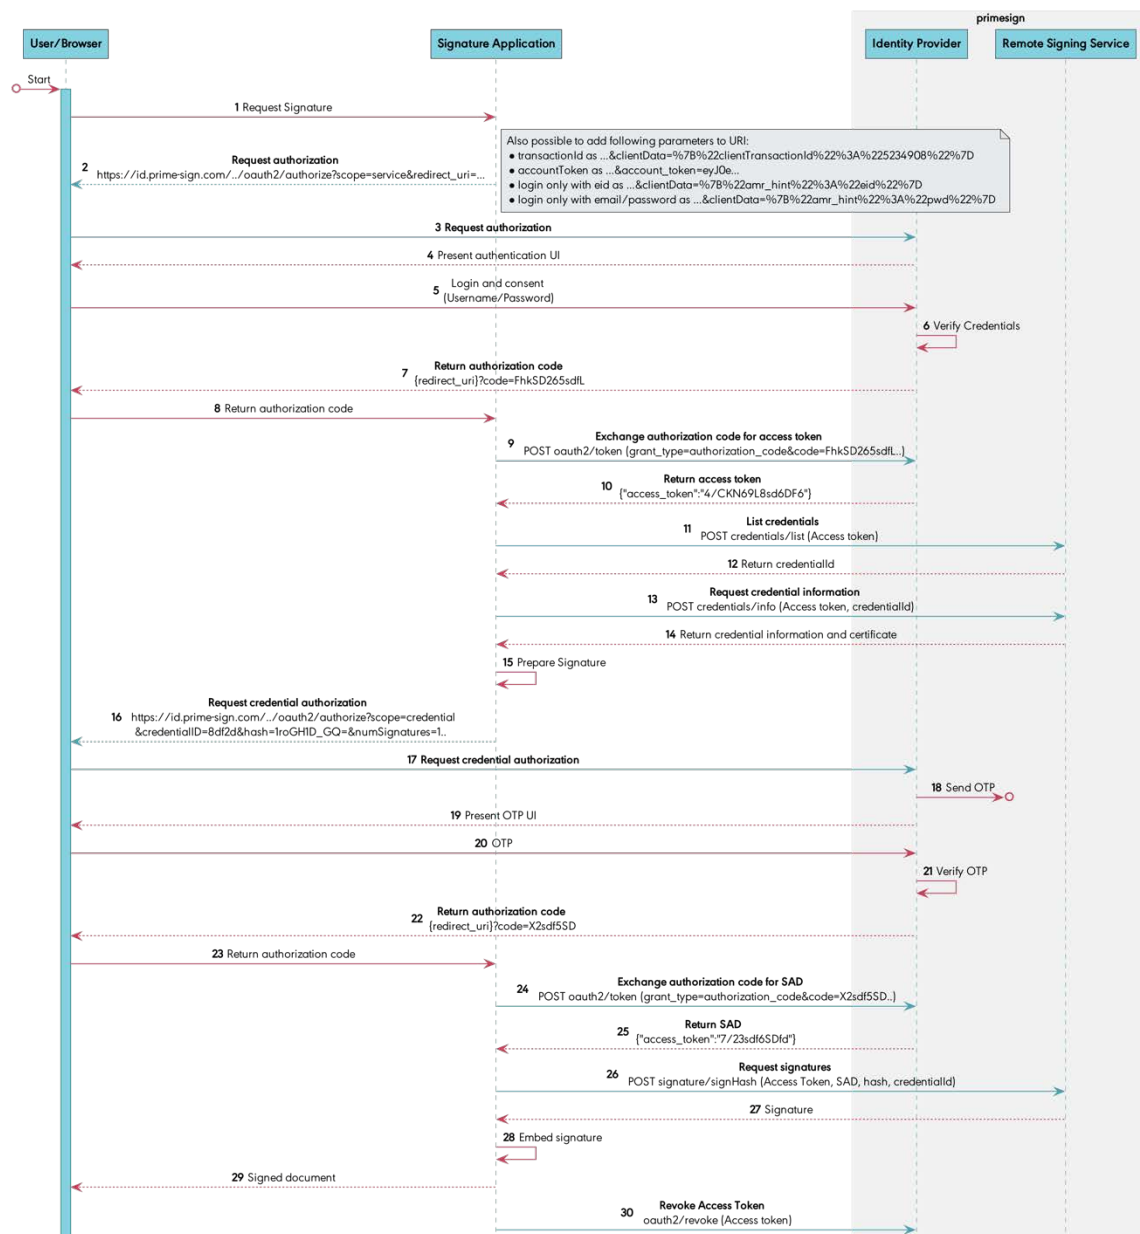 primesign
User/Browser
Signature Application
Identity Provider
Remote Signing Service
Start
1 Request Signature
Also possible to add following parameters to URI:
• transactionId as ...&clientData=%7B%22clientTransactionId%22%3A%225234908%22%7D
• accountToken as ...&account_token=eyJ0e...
• login only with eid as ...&clientData=%7B%22amr_hint%22%3A%22eid%22%7D
• login only with email/password as ...&clientData=%7B%22amr_hint%22%3A%22pwd%22%7D
2 Request authorization
https://id.prime-sign.com/../oauth2/authorize?scope=service&redirect_uri=...
3 Request authorization
4 Present authentication UI
5 Login and consent
(Username/Password)
6 Verify Credentials
7 Return authorization code
{redirect_uri}?code=FhkSD265sdfL
8 Return authorization code
9 Exchange authorization code for access token
POST oauth2/token (grant_type=authorization_code&code=FhkSD265sdfL..)
10 Return access token
{"access_token":"4/CKN69L8sd6DF6"}
11 List credentials
POST credentials/list (Access token)
12 Return credentialId
13 Request credential information
POST credentials/info (Access token, credentialId)
14 Return credential information and certificate
15 Prepare Signature
16 Request credential authorization
https://id.prime-sign.com/../oauth2/authorize?scope=credential
&credentialID=8df2d&hash=1roGH1D_GQ=&numSignatures=1..
17 Request credential authorization
18 Send OTP
19 Present OTP UI
20 OTP
21 Verify OTP
22 Return authorization code
{redirect_uri}?code=X2sdf5SD
23 Return authorization code
24 Exchange authorization code for SAD
POST oauth2/token (grant_type=authorization_code&code=X2sdf5SD..)
25 Return SAD
{"access_token":"7/23sdf6SDfd"}
26 Request signatures
POST signature/signHash (Access Token, SAD, hash, credentialId)
27 Signature
28 Embed signature
29 Signed document
30 Revoke Access Token
oauth2/revoke (Access token)